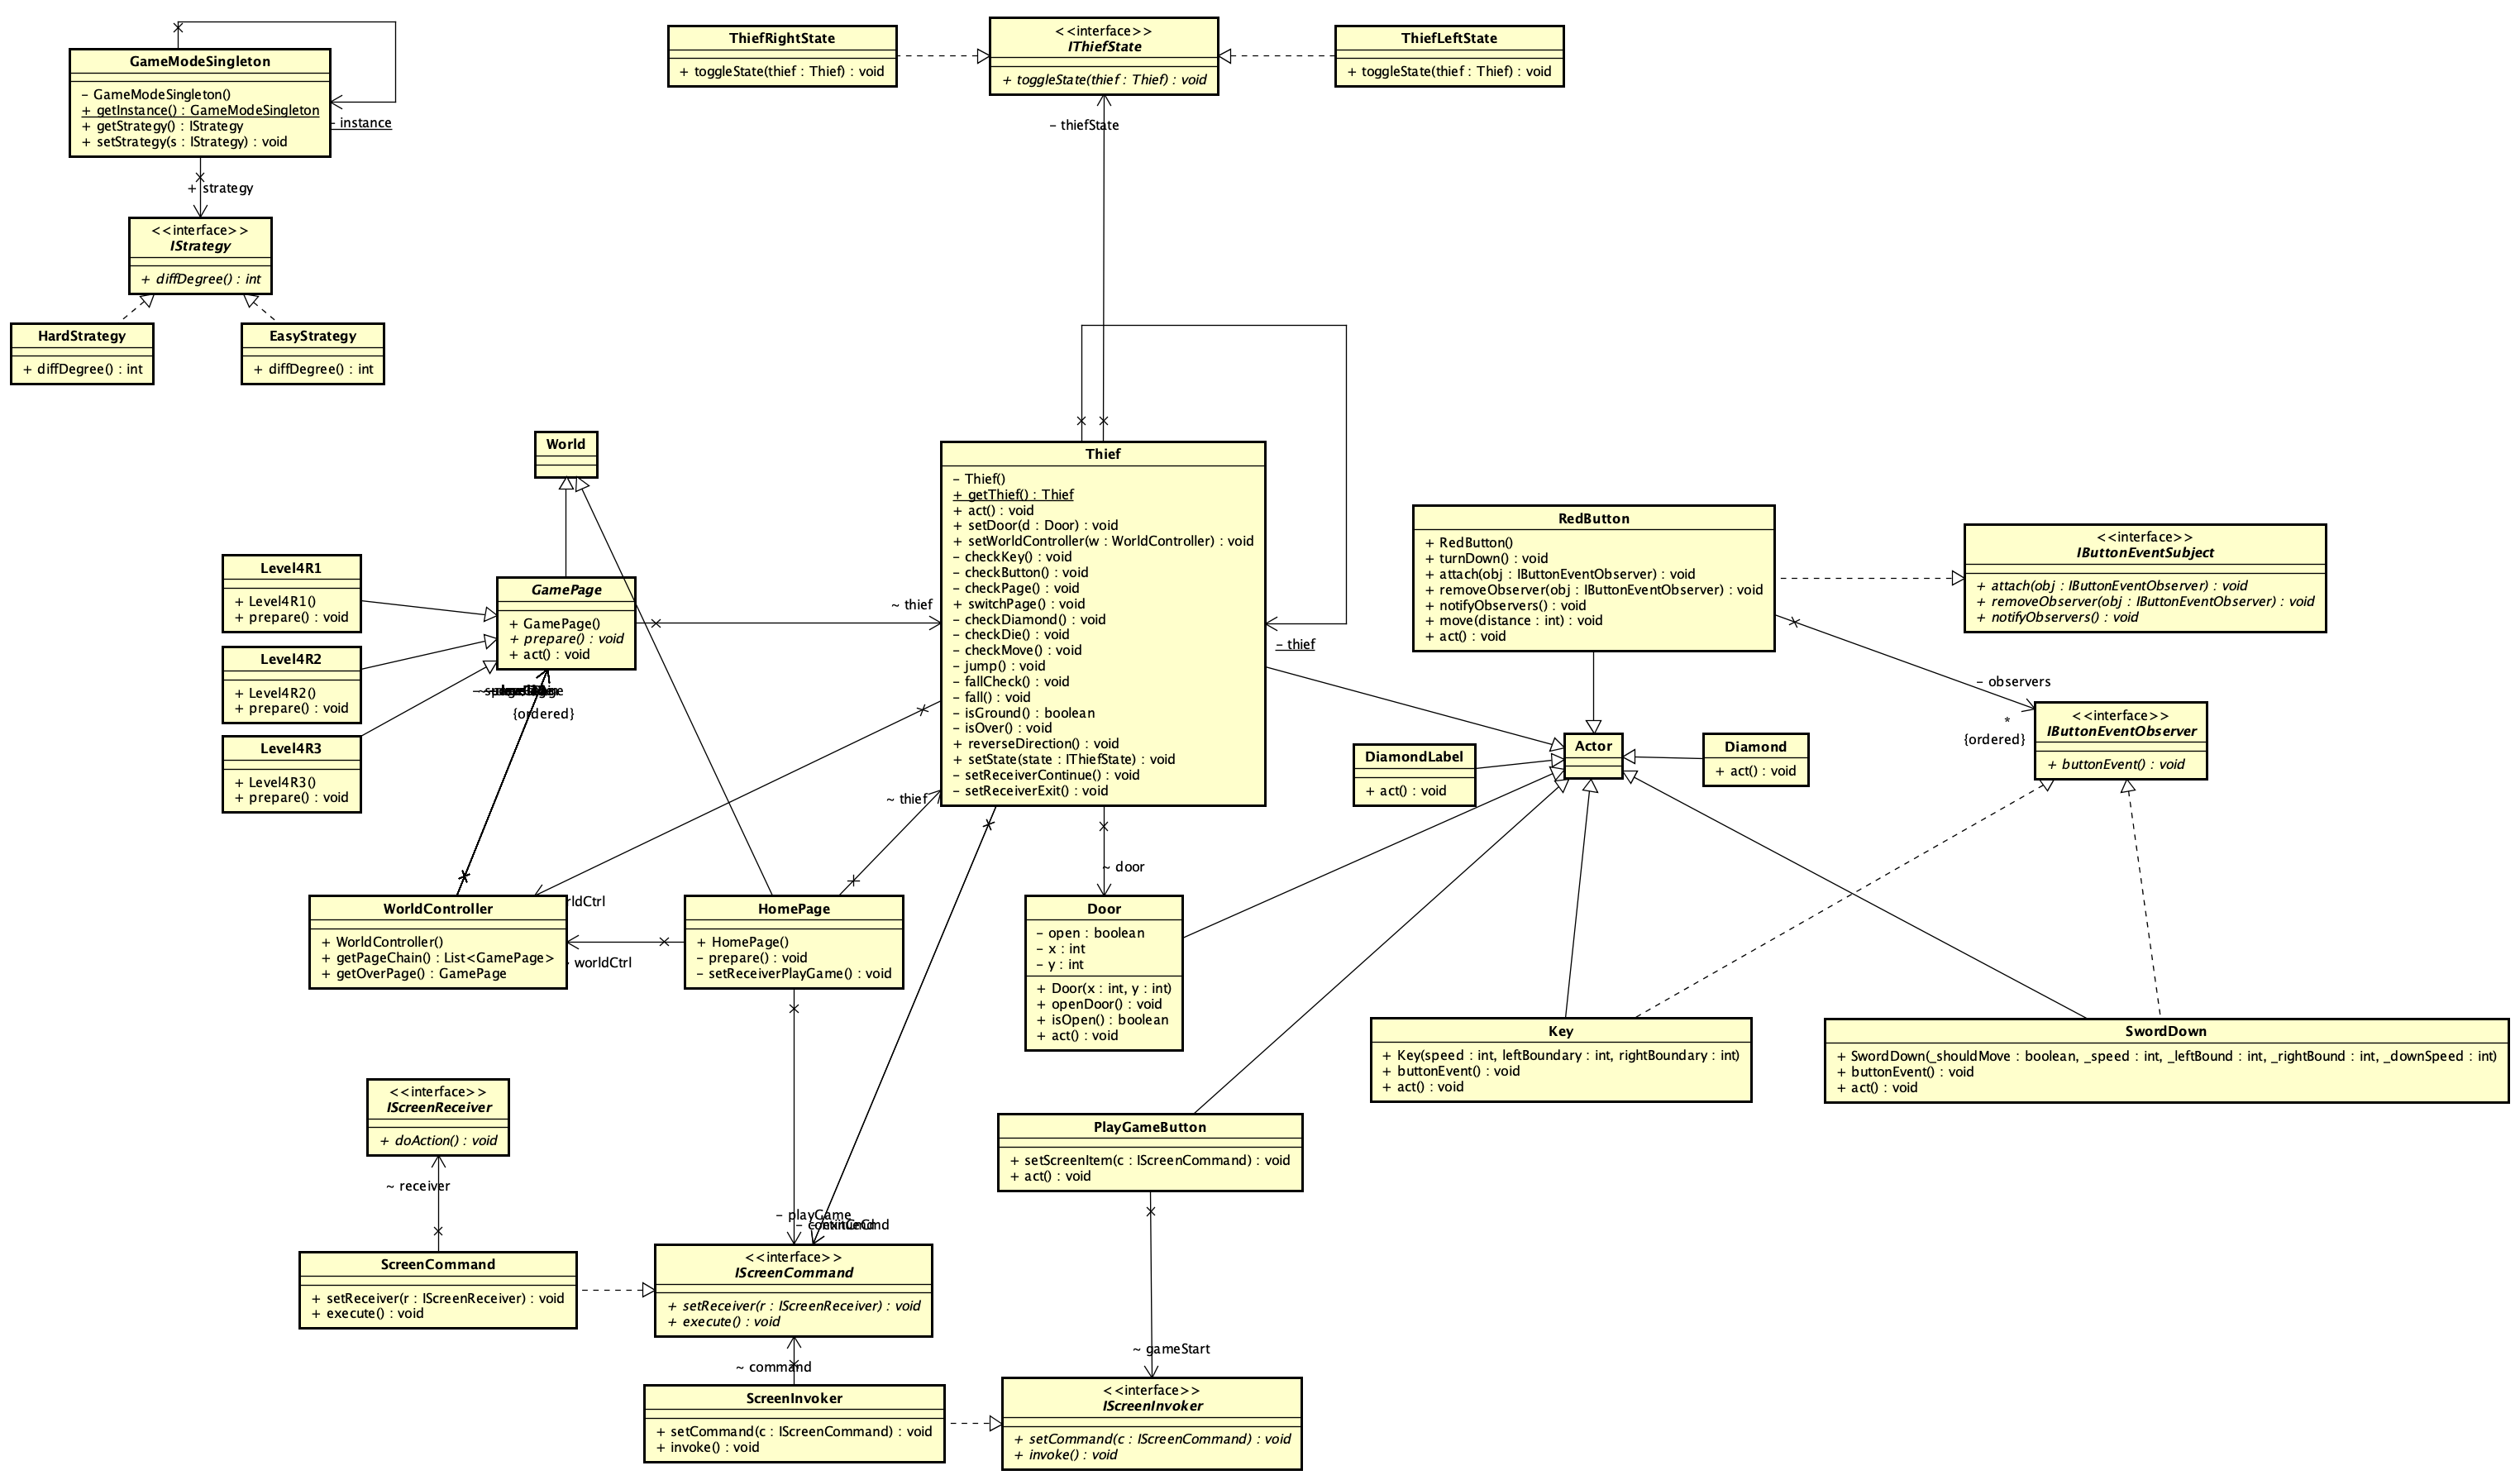 GameModeSingleton
– GameModeSingleton()
+ getInstance() : GameModeSingleton
+ getStrategy() : IStrategy
+ setStrategy(s : IStrategy) : void
– instance
+ strategy
<<interface>>
IStrategy
+ diffDegree() : int
HardStrategy
+ diffDegree() : int
EasyStrategy
+ diffDegree() : int
ThiefRightState
+ toggleState(thief : Thief) : void
<<interface>>
IThiefState
+ toggleState(thief : Thief) : void
ThiefLeftState
+ toggleState(thief : Thief) : void
– thiefState
World
Level4R1
+ Level4R1()
+ prepare() : void
Level4R2
+ Level4R2()
+ prepare() : void
Level4R3
+ Level4R3()
+ prepare() : void
GamePage
+ GamePage()
+ prepare() : void
+ act() : void
{ordered}
~ thief
Thief
– Thief()
+ getThief() : Thief
+ act() : void
+ setDoor(d : Door) : void
+ setWorldController(w : WorldController) : void
– checkKey() : void
– checkButton() : void
– checkPage() : void
+ switchPage() : void
– checkDiamond() : void
– checkDie() : void
– checkMove() : void
– jump() : void
– fallCheck() : void
– fall() : void
– isGround() : boolean
– isOver() : void
+ reverseDirection() : void
+ setState(state : IThiefState) : void
– setReceiverContinue() : void
– setReceiverExit() : void
– thief
RedButton
+ RedButton()
+ turnDown() : void
+ attach(obj : IButtonEventObserver) : void
+ removeObserver(obj : IButtonEventObserver) : void
+ notifyObservers() : void
+ move(distance : int) : void
+ act() : void
<<interface>>
IButtonEventSubject
+ attach(obj : IButtonEventObserver) : void
+ removeObserver(obj : IButtonEventObserver) : void
+ notifyObservers() : void
– observers
*
{ordered}
<<interface>>
IButtonEventObserver
+ buttonEvent() : void
DiamondLabel
+ act() : void
Actor
Diamond
+ act() : void
~ thief
~ door
WorldController
+ WorldController()
+ getPageChain() : List<GamePage>
+ getOverPage() : GamePage
rldCtrl
worldCtrl
HomePage
+ HomePage()
– prepare() : void
– setReceiverPlayGame() : void
Door
– open : boolean
– x : int
– y : int
+ Door(x : int, y : int)
+ openDoor() : void
+ isOpen() : boolean
+ act() : void
Key
+ Key(speed : int, leftBoundary : int, rightBoundary : int)
+ buttonEvent() : void
+ act() : void
SwordDown
+ SwordDown(_shouldMove : boolean, _speed : int, _leftBound : int, _rightBound : int, _downSpeed : int)
+ buttonEvent() : void
+ act() : void
<<interface>>
IScreenReceiver
+ doAction() : void
~ receiver
PlayGameButton
+ setScreenItem(c : IScreenCommand) : void
+ act() : void
– playGame
ScreenCommand
+ setReceiver(r : IScreenReceiver) : void
+ execute() : void
<<interface>>
IScreenCommand
+ setReceiver(r : IScreenReceiver) : void
+ execute() : void
~ command
~ gameStart
ScreenInvoker
+ setCommand(c : IScreenCommand) : void
+ invoke() : void
<<interface>>
IScreenInvoker
+ setCommand(c : IScreenCommand) : void
+ invoke() : void